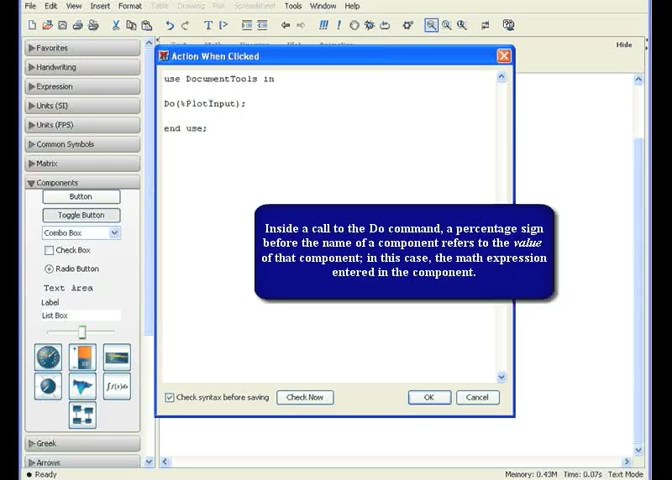 File Edit View Insert Format Table Drawing Plot Spreadsheet Tools Window Help
Hide
Favorites
Handwriting
Expression
Units (SI)
Units (FPS)
Common Symbols
Matrix
Components
Button
Toggle Button
Combo Box
Check Box
Radio Button
Text Area
Label
List Box
Greek
Arrows
Action When Clicked
use DocumentTools in
Do(%PlotInput);
end use;
Inside a call to the Do command, a percentage sign
before the name of a component refers to the value
of that component; in this case, the math expression
entered in the component.
Check syntax before saving
Check Now
OK
Cancel
Ready
Memory: 0.43M Time: 0.07s Text Mode